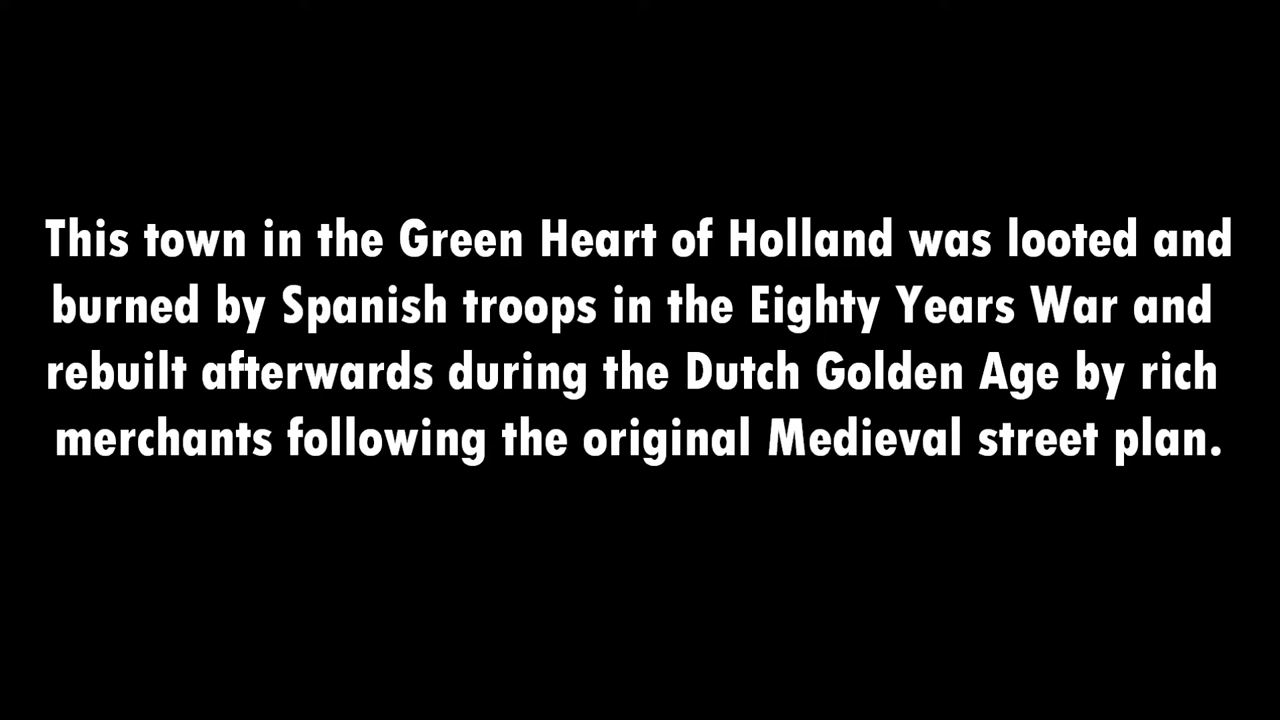 This town in the Green Heart of Holland was looted and
burned by Spanish troops in the Eighty Years War and
rebuilt afterwards during the Dutch Golden Age by rich
merchants following the original Medieval street plan.